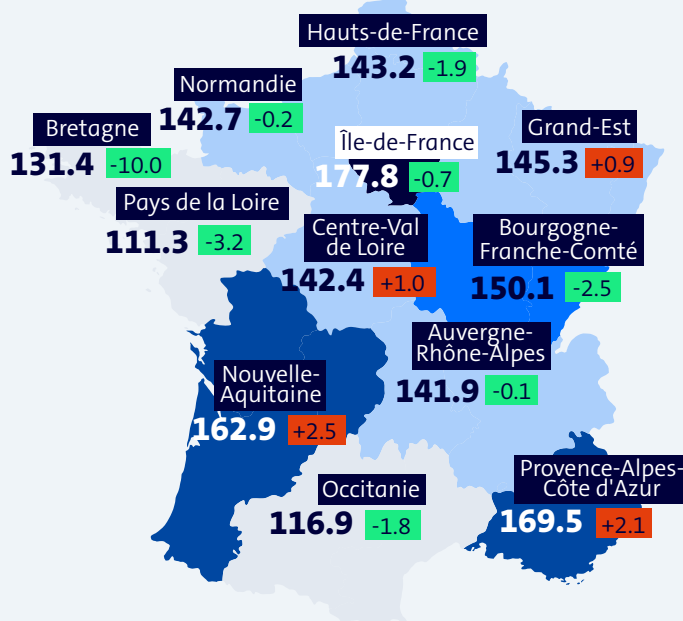 Hauts-de-France
143.2 -1.9
Normandie
142.7 -0.2
Bretagne
131.4 -10.0
Île-de-France
177.8 -0.7
Grand-Est
145.3 +0.9
Pays de la Loire
111.3 -3.2
Centre-Val
de Loire
142.4 +1.0
Bourgogne-
Franche-Comté
150.1 -2.5
Auvergne-
Rhône-Alpes
141.9 -0.1
Nouvelle-
Aquitaine
162.9 +2.5
Occitanie
116.9 -1.8
Provence-Alpes-
Côte d'Azur
169.5 +2.1